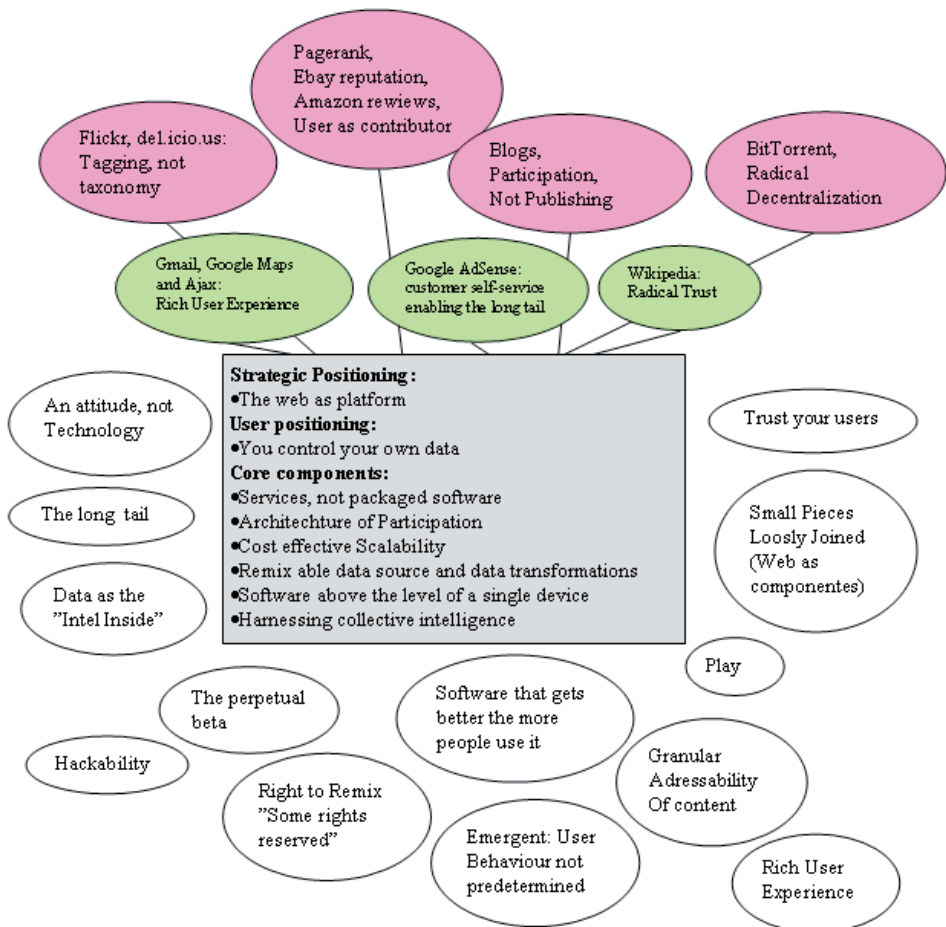 Pagerank,
Ebay reputation,
Amazon rewiews,
User as contributor
Flickr, del.icio.us:
Tagging, not
taxonomy
Blogs,
Participation,
Not Publishing
BitTorrent,
Radical
Decentralization
Gmail, Google Maps
and Ajax:
Rich User Experience
Google AdSense:
customer self-service
enabling the long tail
Wikipedia:
Radical Trust
Strategic Positioning:
•The web as platform
User positioning:
•You control your own data
Core components:
•Services, not packaged software
•Architechture of Participation
•Cost effective Scalability
•Remix able data source and data transformations
•Software above the level of a single device
•Harnessing collective intelligence
An attitude, not
Technology
The long tail
Data as the
”Intel Inside”
Trust your users
Small Pieces
Loosly Joined
(Web as
componentes)
Play
The perpetual
beta
Software that gets
better the more
people use it
Hackability
Granular
Adressability
Of content
Right to Remix
”Some rights
reserved”
Emergent: User
Behaviour not
predetermined
Rich User
Experience